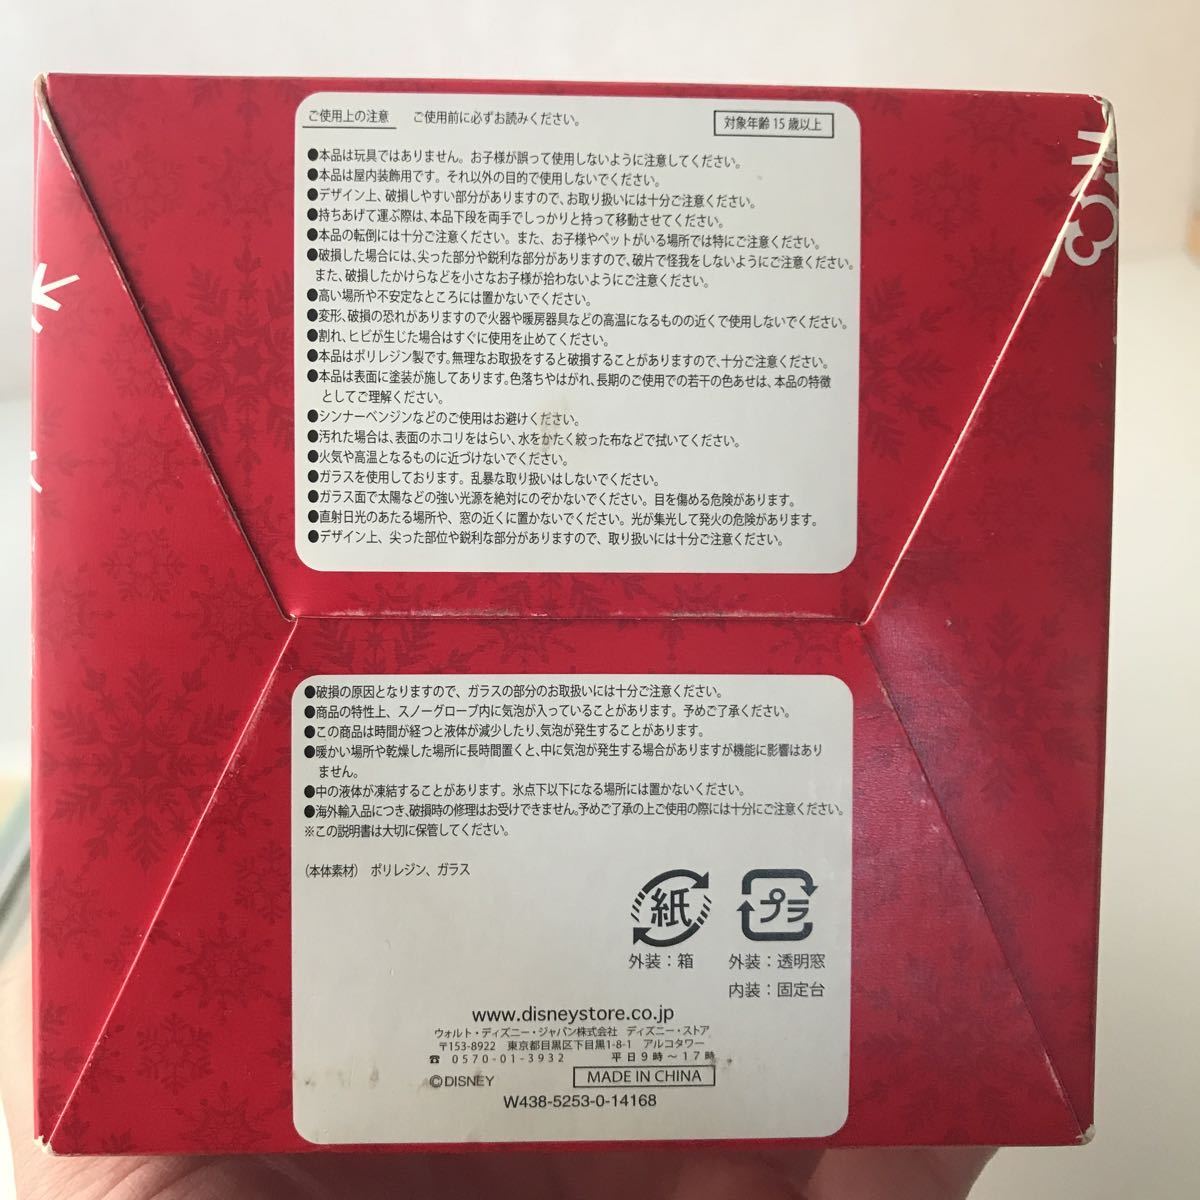 ご使用上の注意　ご使用前に必ずお読みください。
対象年齢 15 歳以上
●本品は玩具ではありません。お子様が誤って使用しないように注意してください。
●本品は屋内装飾用です。それ以外の目的で使用しないでください。
●デザイン上、破損しやすい部分がありますので、お取り扱いには十分ご注意ください。
●持ちあげて運ぶ際は、本品下段を両手でしっかりと持って移動させてください。
●本品の転倒には十分ご注意ください。また、お子様やペットがいる場所では特にご注意ください。
●破損した場合には、尖った部分や鋭利な部分がありますので、破片で怪我をしないようにご注意ください。
また、破損したかけらなどを小さなお子様が拾わないようにご注意ください。
●高い場所や不安定なところには置かないでください。
●変形、破損の恐れがありますので火器や暖房器具などの高温になるものの近くで使用しないでください。
●割れ、ヒビが生じた場合はすぐに使用を止めてください。
●本品はポリレジン製です。無理なお取扱をすると破損することがありますので、十分ご注意ください。
●本品は表面に塗装が施してあります。色落ちやはがれ、長期のご使用での若干の色あせは、本品の特徴
としてご理解ください。
●シンナーベンジンなどのご使用はお避けください。
●汚れた場合は、表面のホコリをはらい、水をかたく絞った布などで拭いてください。
●火気や高温となるものに近づけないでください。
●ガラスを使用しております。乱暴な取り扱いはしないでください。
●ガラス面で太陽などの強い光源を絶対にのぞかないでください。目を傷める危険があります。
●直射日光のあたる場所や、窓の近くに置かないでください。光が集光して発火の危険があります。
●デザイン上、尖った部位や鋭利な部分がありますので、取り扱いには十分ご注意ください。
●破損の原因となりますので、ガラスの部分のお取扱いには十分ご注意ください。
●商品の特性上、スノーグローブ内に気泡が入っていることがあります。予めご了承ください。
●この商品は時間が経つと液体が減少したり、気泡が発生することがあります。
●暖かい場所や乾燥した場所に長時間置くと、中に気泡が発生する場合がありますが機能に影響はあり
ません。
●中の液体が凍結することがあります。氷点下以下になる場所には置かないでください。
●海外輸入品につき、破損時の修理はお受けできません。予めご了承の上ご使用の際には十分にご注意ください。
※この説明書は大切に保管してください。
（本体素材）　ポリレジン、ガラス
紙　プラ
外装：箱　外装：透明窓
内装：固定台
www.disneystore.co.jp
ウォルト・ディズニー・ジャパン株式会社　ディズニー・ストア
〒153-8922　東京都目黒区下目黒1-8-1　アルコタワー
☎ 0570-01-3932　平日9時～17時
©DISNEY　MADE IN CHINA
W438-5253-0-14168